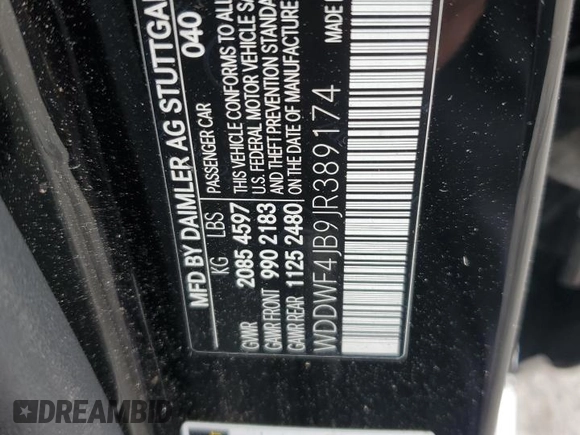 MFD BY DAIMLER AG STUTTGA
040
KG LBS PASSENGER CAR
GVWR 2085 4597
GAWR FRONT 990 2183
GAWR REAR 1125 2480
THIS VEHICLE CONFORMS TO ALL
U.S. FEDERAL MOTOR VEHICLE SA
AND THEFT PREVENTION STANDA
ON THE DATE OF MANUFACTURE
WDDWF4JB9JR389174
MADE
DREAMBID